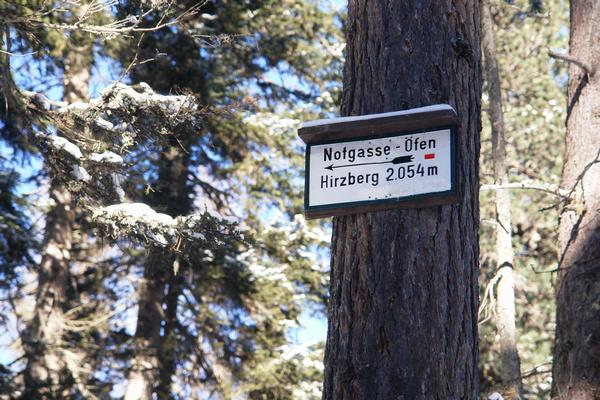 Notgasse - Öfen
Hirzberg 2.054m